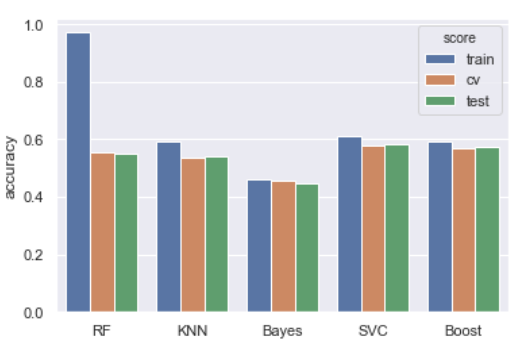 1.0
0.8
0.6
0.4
0.2
0.0
accuracy
score
train
cv
test
RF KNN Bayes SVC Boost